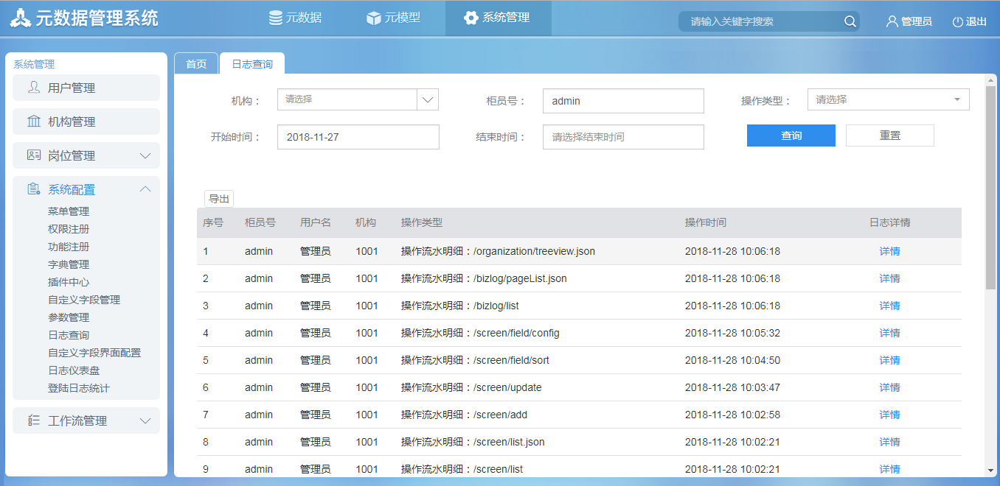 元数据管理系统 元数据 元模型 系统管理 请输入关键字搜索 管理员 退出
系统管理
用户管理
机构管理
岗位管理
系统配置
菜单管理
权限注册
功能注册
字典管理
插件中心
自定义字段管理
参数管理
日志查询
自定义字段界面配置
日志仪表盘
登陆日志统计
工作流管理
首页 日志查询
机构： 请选择 柜员号： admin 操作类型： 请选择
开始时间： 2018-11-27 结束时间： 请选择结束时间 查询 重置
导出
序号 柜员号 用户名 机构 操作类型 操作时间 日志详情
1 admin 管理员 1001 操作流水明细：/organization/treeview.json 2018-11-28 10:06:18 详情
2 admin 管理员 1001 操作流水明细：/bizlog/pageList.json 2018-11-28 10:06:18 详情
3 admin 管理员 1001 操作流水明细：/bizlog/list 2018-11-28 10:06:18 详情
4 admin 管理员 1001 操作流水明细：/screen/field/config 2018-11-28 10:05:32 详情
5 admin 管理员 1001 操作流水明细：/screen/field/sort 2018-11-28 10:04:50 详情
6 admin 管理员 1001 操作流水明细：/screen/update 2018-11-28 10:03:47 详情
7 admin 管理员 1001 操作流水明细：/screen/add 2018-11-28 10:02:58 详情
8 admin 管理员 1001 操作流水明细：/screen/list.json 2018-11-28 10:02:21 详情
9 admin 管理员 1001 操作流水明细：/screen/list 2018-11-28 10:02:21 详情